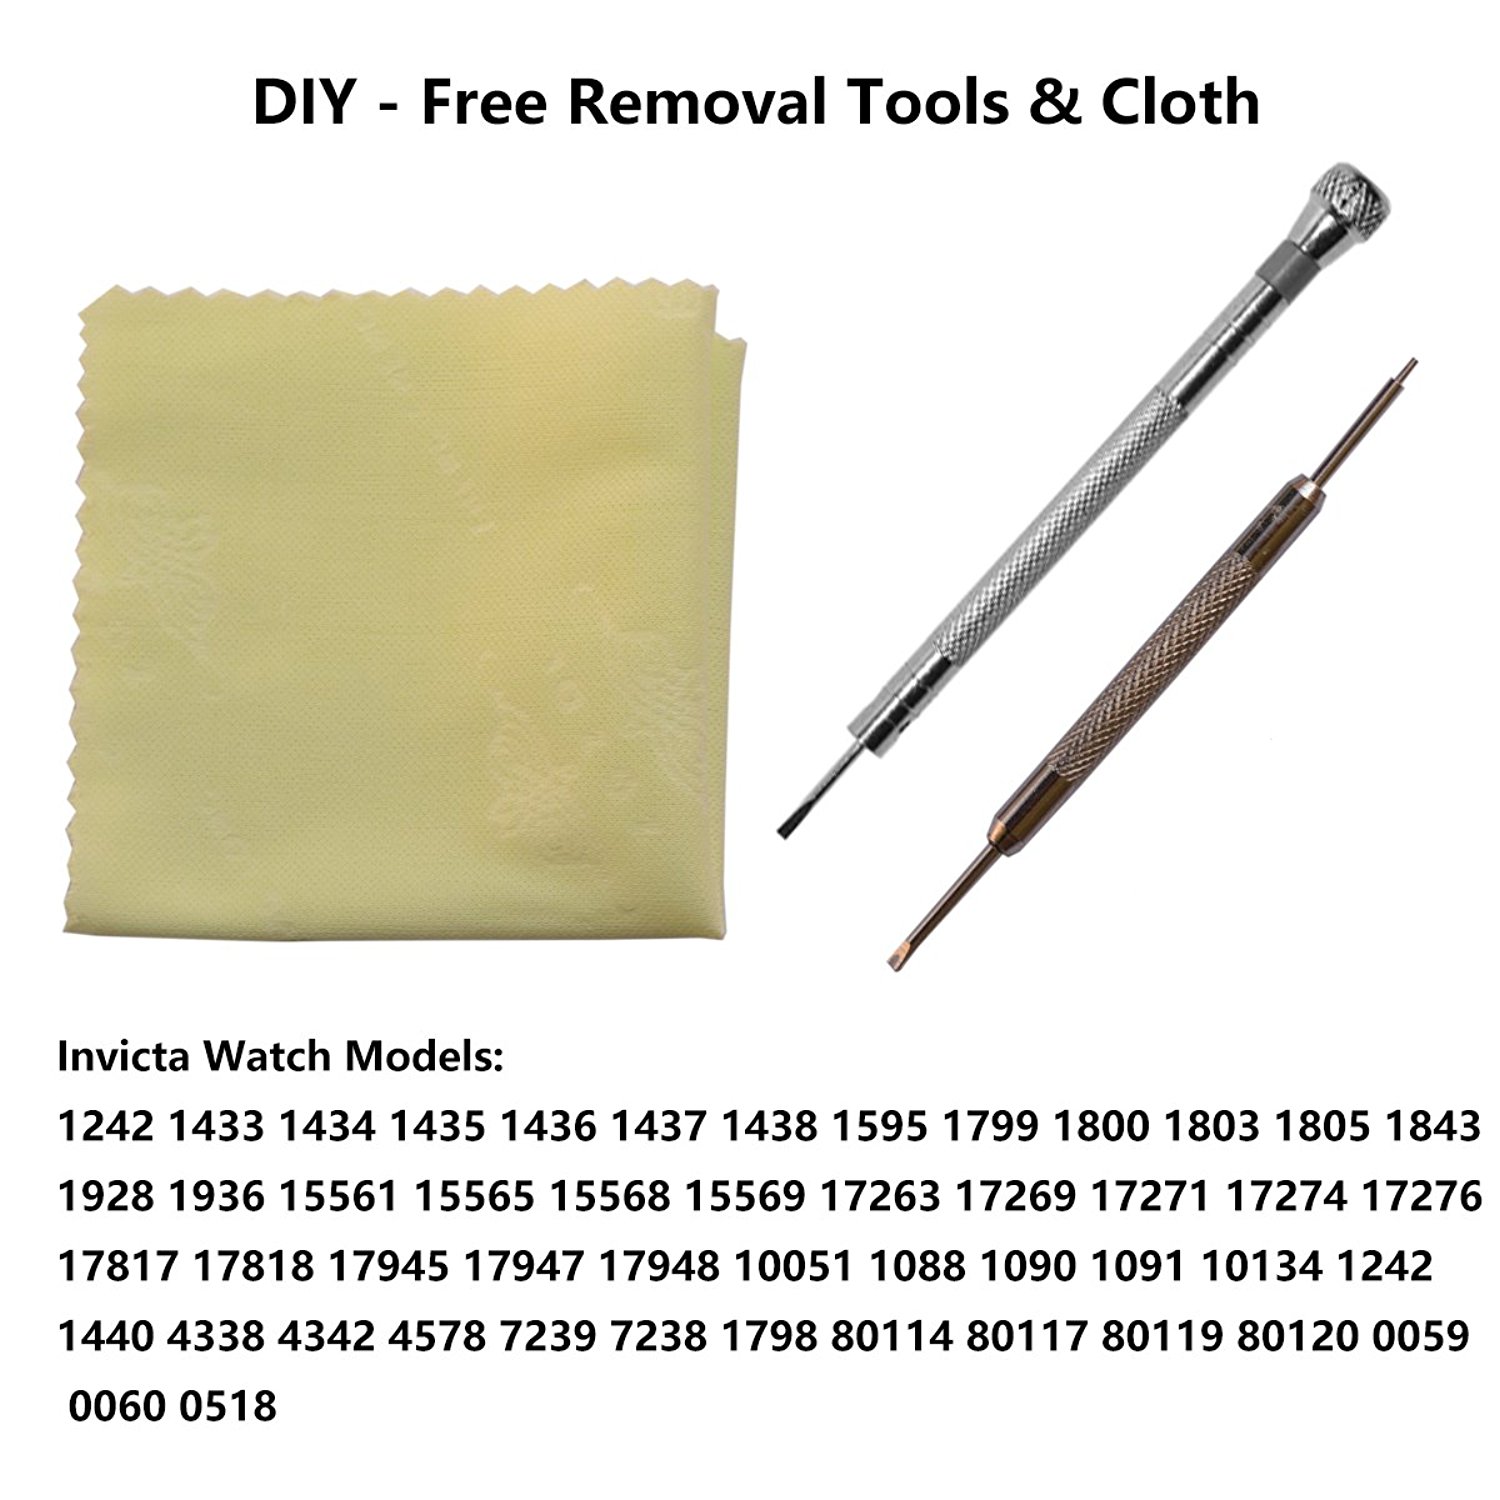 DIY - Free Removal Tools & Cloth
Invicta Watch Models:
1242 1433 1434 1435 1436 1437 1438 1595 1799 1800 1803 1805 1843
1928 1936 15561 15565 15568 15569 17263 17269 17271 17274 17276
17817 17818 17945 17947 17948 10051 1088 1090 1091 10134 1242
1440 4338 4342 4578 7239 7238 1798 80114 80117 80119 80120 0059
0060 0518